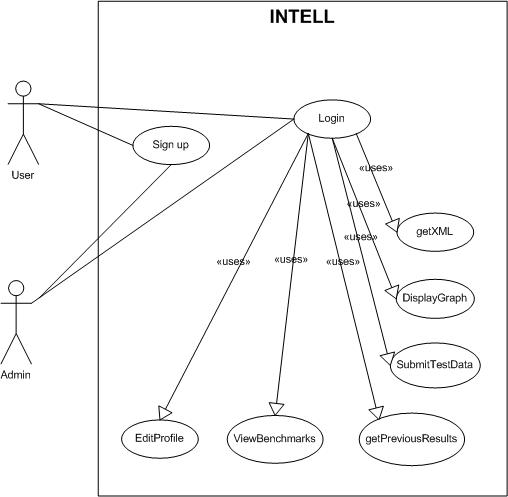 INTELL
Login
Sign up
User
«uses»
getXML
«uses»
«uses»
«uses»
«uses»
«uses»
DisplayGraph
SubmitTestData
Admin
EditProfile
ViewBenchmarks
getPreviousResults